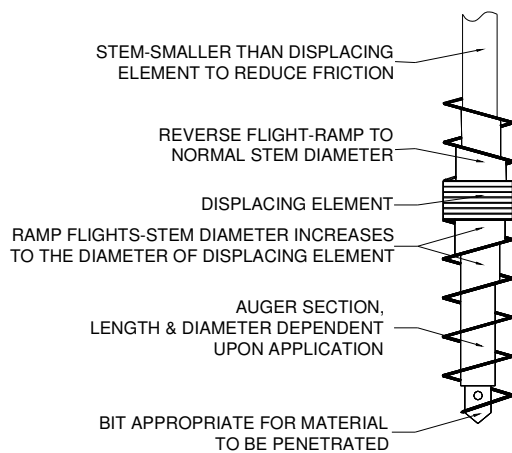 STEM-SMALLER THAN DISPLACING
ELEMENT TO REDUCE FRICTION
REVERSE FLIGHT-RAMP TO
NORMAL STEM DIAMETER
DISPLACING ELEMENT
RAMP FLIGHTS-STEM DIAMETER INCREASES
TO THE DIAMETER OF DISPLACING ELEMENT
AUGER SECTION,
LENGTH & DIAMETER DEPENDENT
UPON APPLICATION
BIT APPROPRIATE FOR MATERIAL
TO BE PENETRATED